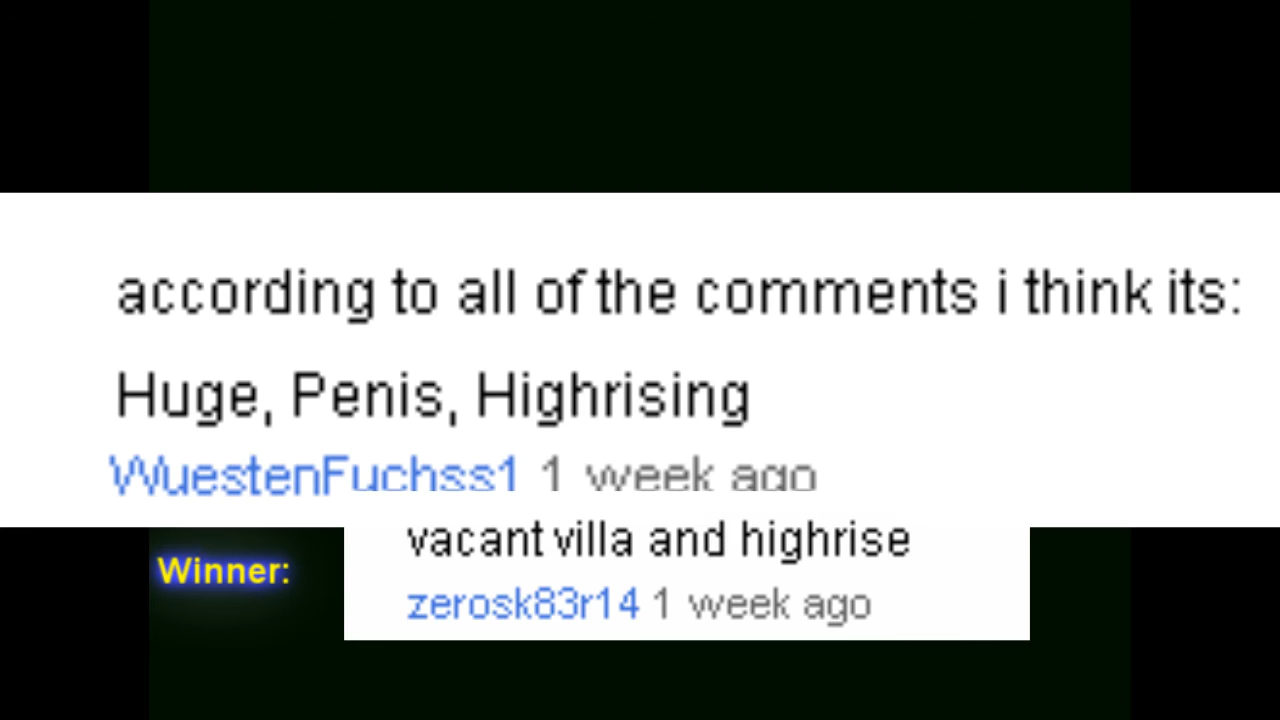 according to all of the comments i think its:
Huge, Penis, Highrising
WuestenFuchss1 1 week ago
vacant villa and highrise
Winner:
zerosk83r14 1 week ago